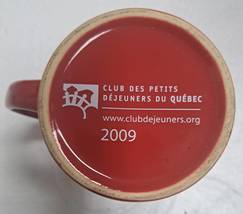 CLUB DES PETITS
DÉJEUNERS DU QUÉBEC
www.clubdejeuners.org
2009